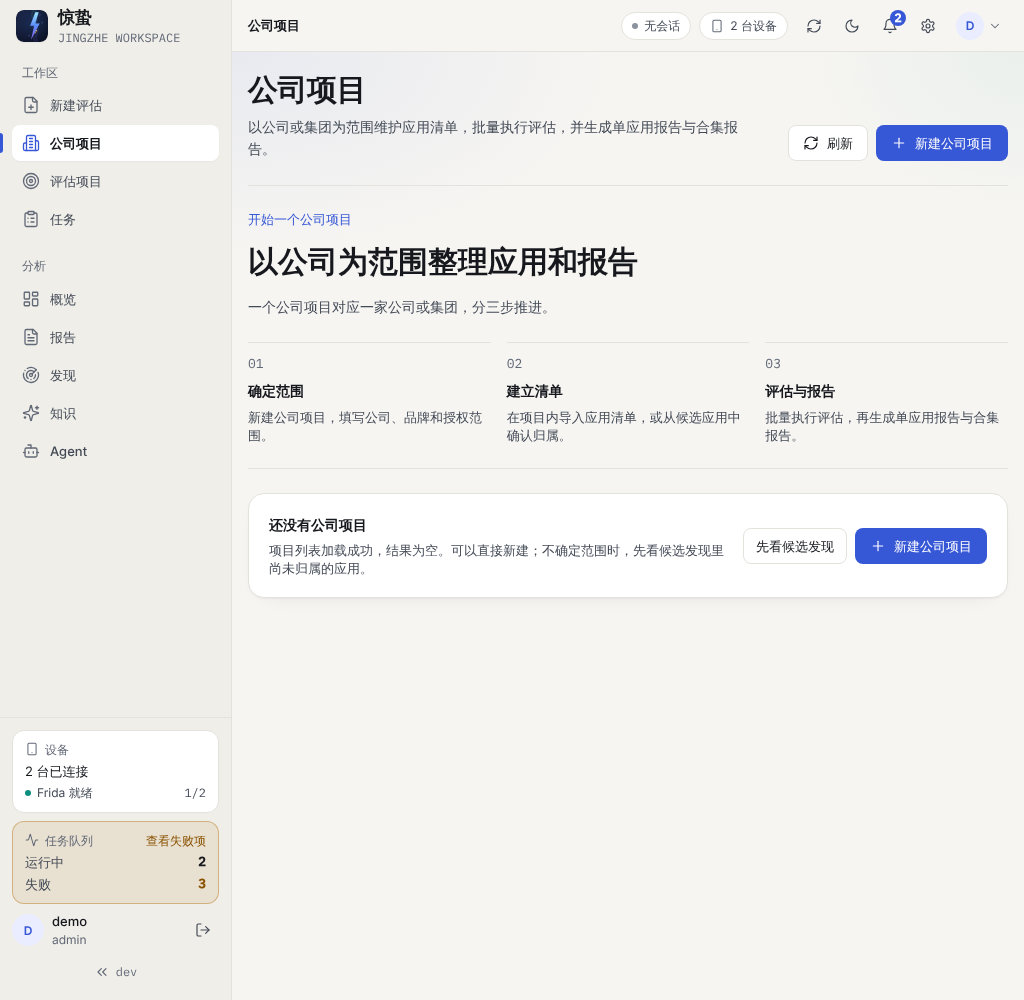 惊蛰
JINGZHE WORKSPACE
工作区
新建评估
公司项目
评估项目
任务
分析
概览
报告
发现
知识
Agent
设备
2 台已连接
Frida 就绪 1/2
任务队列 查看失败项
运行中 2
失败 3
D
demo
admin
dev
公司项目
无会话
2 台设备
2
D
公司项目
以公司或集团为范围维护应用清单，批量执行评估，并生成单应用报告与合集报
告。
刷新
新建公司项目
开始一个公司项目
以公司为范围整理应用和报告
一个公司项目对应一家公司或集团，分三步推进。
01
确定范围
新建公司项目，填写公司、品牌和授权范
围。
02
建立清单
在项目内导入应用清单，或从候选应用中
确认归属。
03
评估与报告
批量执行评估，再生成单应用报告与合集
报告。
还没有公司项目
项目列表加载成功，结果为空。可以直接新建；不确定范围时，先看候选发现里
尚未归属的应用。
先看候选发现
新建公司项目